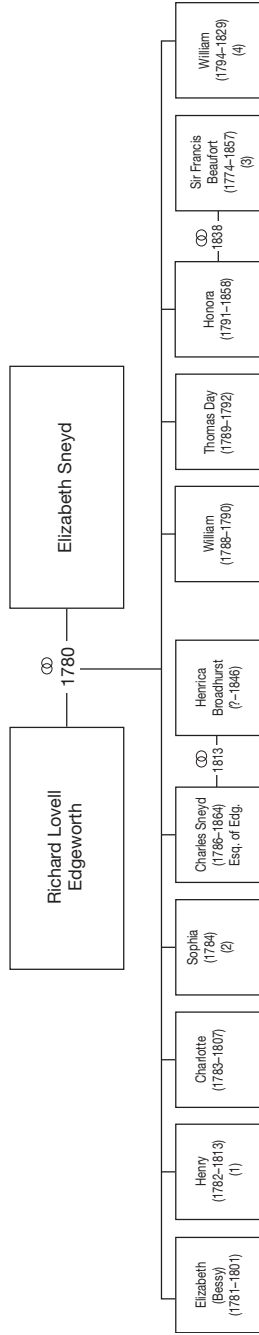 Richard Lovell
Edgeworth
1780
Elizabeth Sneyd
Elizabeth
(Bessy)
(1781–1801)
Henry
(1782–1813)
(1)
Charlotte
(1783–1807)
Sophia
(1784)
(2)
Charles Sneyd
(1786–1864)
Esq. of Edg.
1813
Henrica
Broadhurst
(?–1846)
William
(1788–1790)
Thomas Day
(1789–1792)
Honora
(1791–1858)
1838
Sir Francis
Beaufort
(1774–1857)
(3)
William
(1794–1829)
(4)